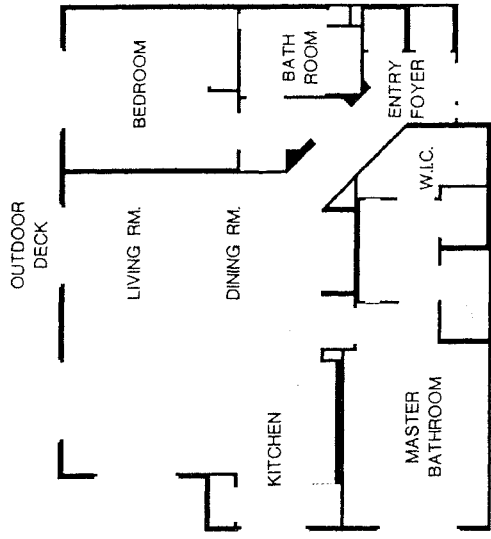 OUTDOOR
DECK
LIVING RM.
BEDROOM
DINING RM.
BATH
ROOM
KITCHEN
ENTRY
FOYER
MASTER
BATHROOM
W.I.C.